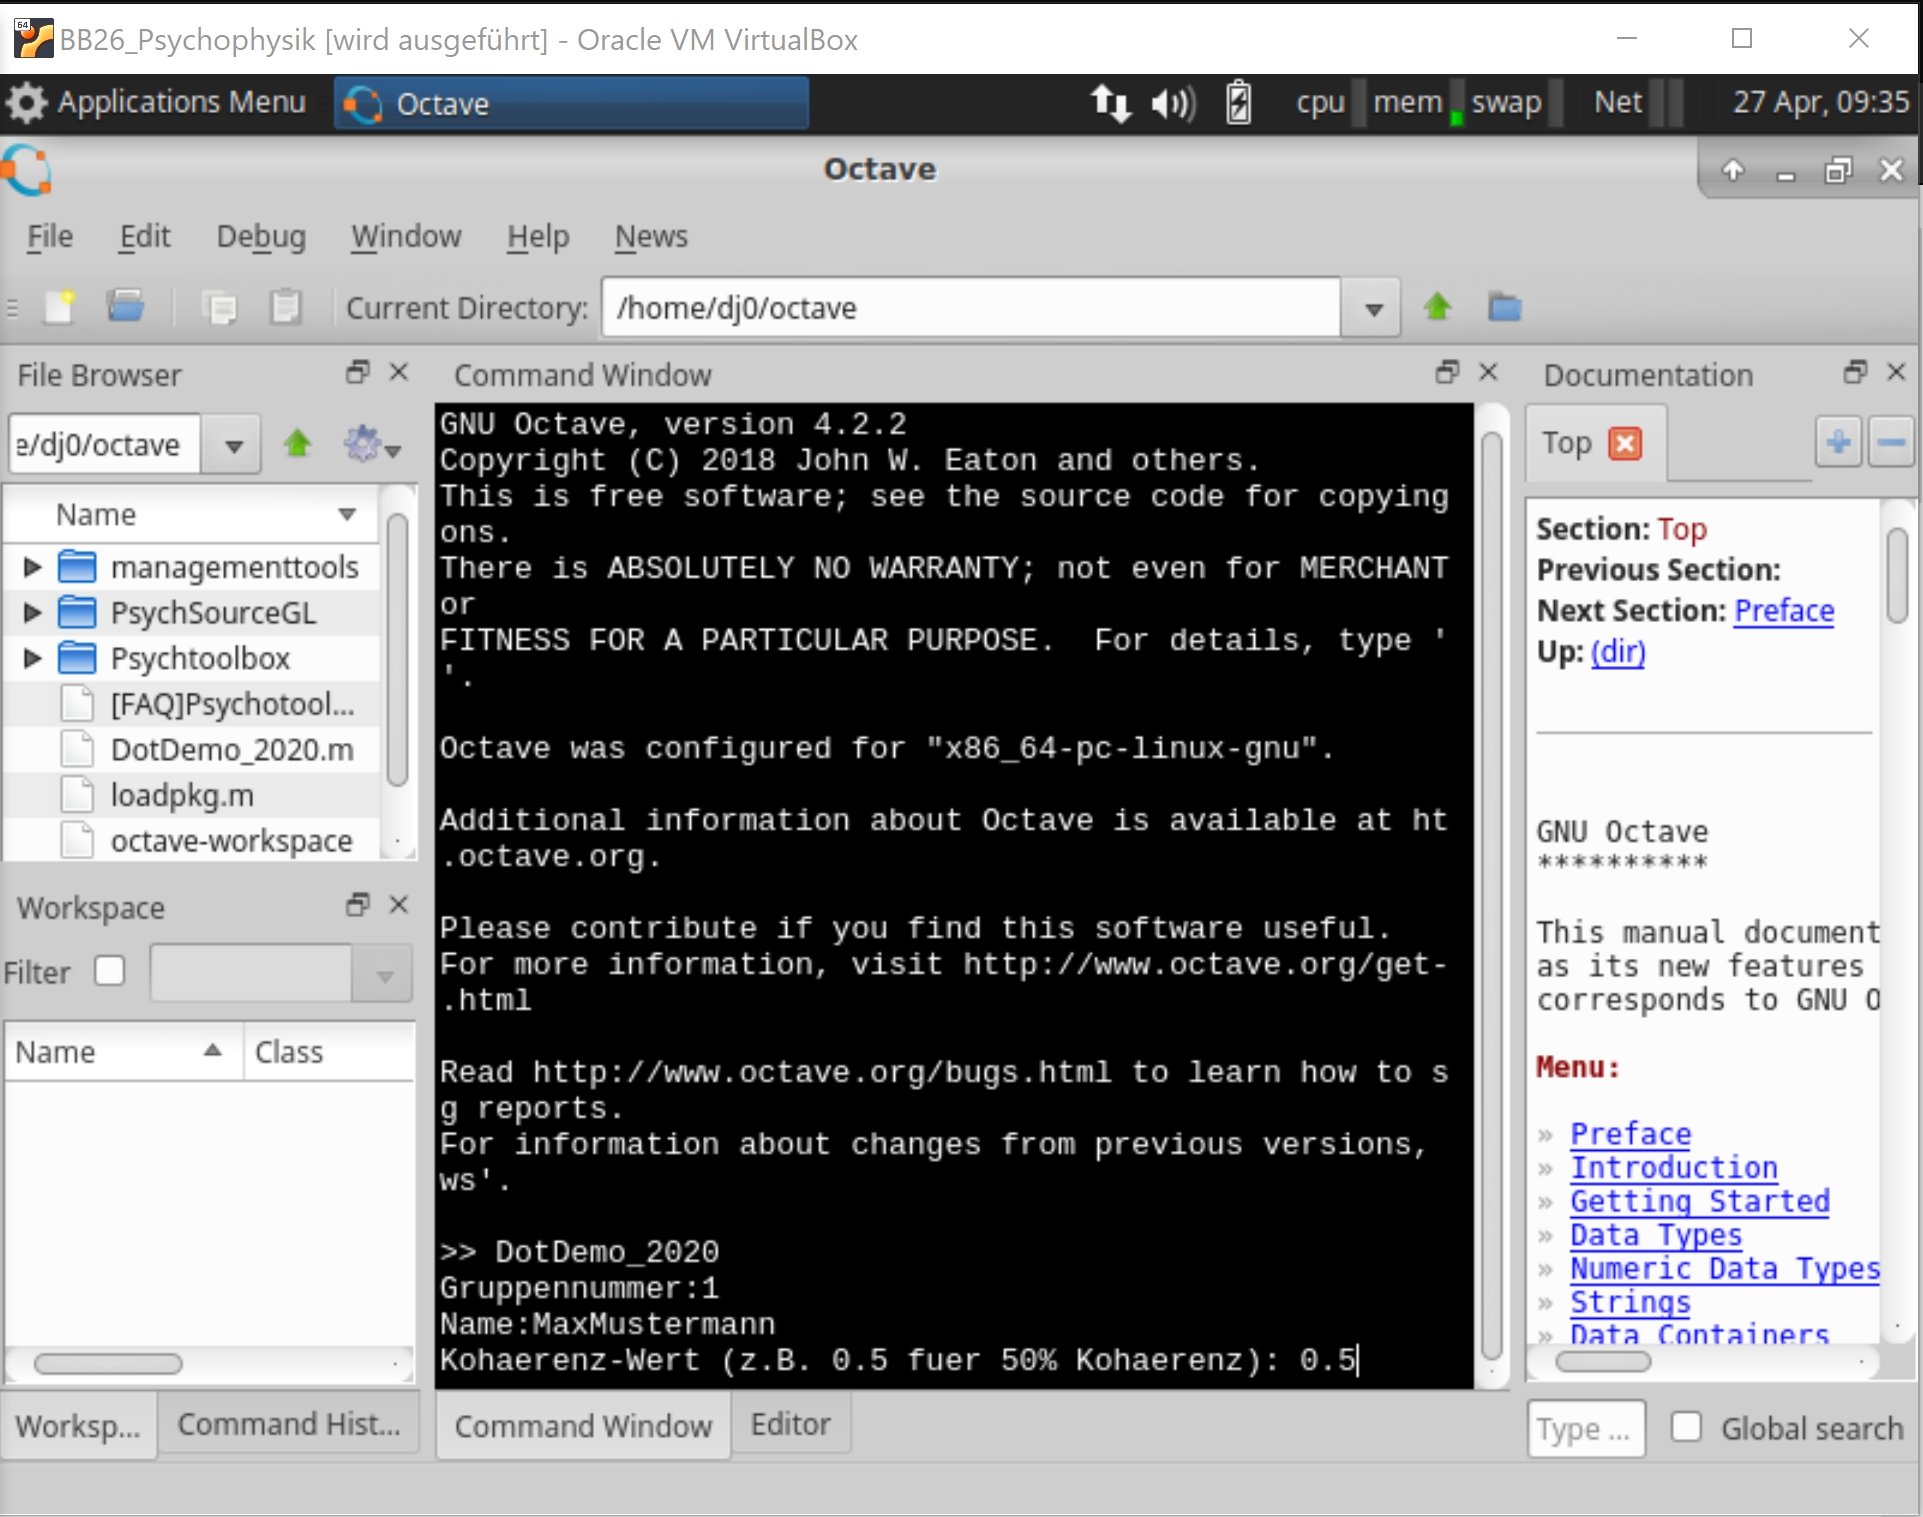 64
BB26_Psychophysik [wird ausgeführt] - Oracle VM VirtualBox
Applications Menu
Octave
cpu mem swap Net
27 Apr, 09:35
Octave
File Edit Debug Window Help News
Current Directory: /home/dj0/octave
File Browser
e/dj0/octave
Name
managementtools
PsychSourceGL
Psychtoolbox
[FAQ]Psychotool...
DotDemo_2020.m
loadpkg.m
octave-workspace
Workspace
Filter
Name Class
Worksp...
Command Hist...
Command Window
GNU Octave, version 4.2.2
Copyright (C) 2018 John W. Eaton and others.
This is free software; see the source code for copying
ons.
There is ABSOLUTELY NO WARRANTY; not even for MERCHANT
or
FITNESS FOR A PARTICULAR PURPOSE.  For details, type '
'.
Octave was configured for "x86_64-pc-linux-gnu".
Additional information about Octave is available at ht
.octave.org.
Please contribute if you find this software useful.
For more information, visit http://www.octave.org/get-
.html
Read http://www.octave.org/bugs.html to learn how to s
g reports.
For information about changes from previous versions,
ws'.
>> DotDemo_2020
Gruppennummer:1
Name:MaxMustermann
Kohaerenz-Wert (z.B. 0.5 fuer 50% Kohaerenz): 0.5
Command Window
Editor
Documentation
Top
Section: Top
Previous Section:
Next Section: Preface
Up: (dir)
GNU Octave
**********
This manual document
as its new features
corresponds to GNU O
Menu:
» Preface
» Introduction
» Getting Started
» Data Types
» Numeric Data Types
» Strings
» Data Containers
Type ...
Global search